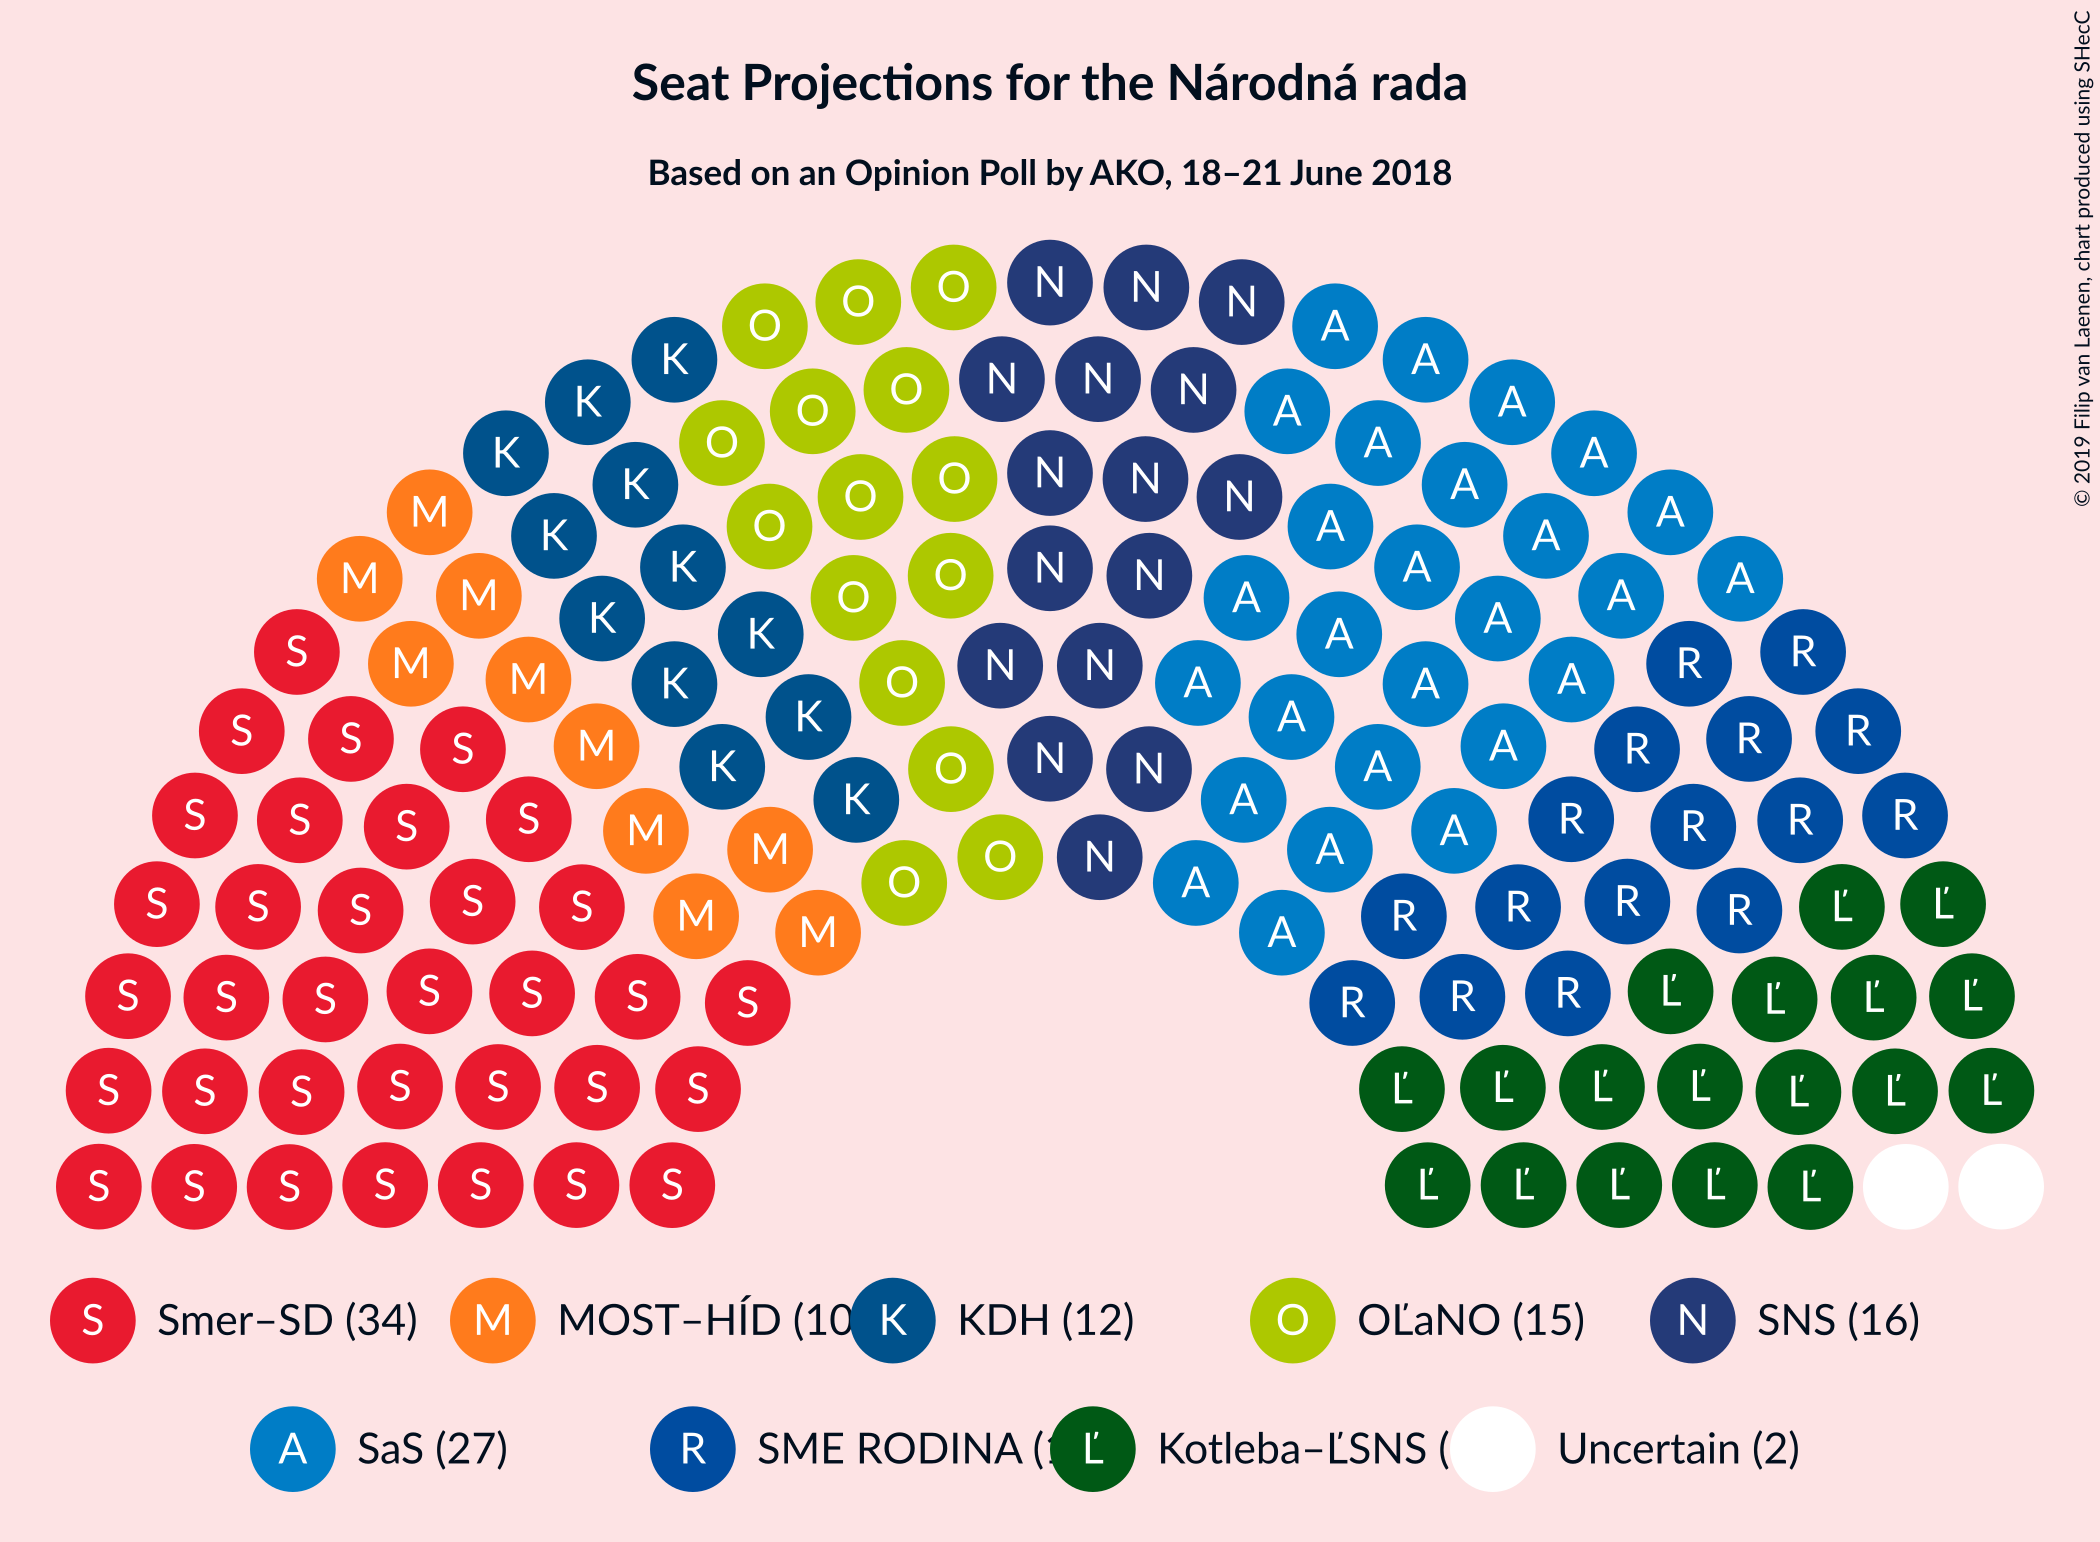 Seat Projections for the Národná rada
Based on an Opinion Poll by AKO, 18–21 June 2018
© 2019 Filip van Laenen, chart produced using SHecC
N
O N
O N
O A
K A
N N
O N
O A
K A
K A
O A
N
O N
K A
K N
O A
M A
K A
O A
N
O N
M A
K A
M A
O A
K A
K A
S R
M R
N N
M A
O A
K A
K A
S R
S R
M A
S R
N
K A
O N
K A
S R
S R
S R
S R
M A
M A
O N
O A
S R
S R
S R
S Ľ
S Ľ
M R
M A
S R
S Ľ
S Ľ
S Ľ
S Ľ
S R
S R
S R
S Ľ
S Ľ
S Ľ
S Ľ
S Ľ
S Ľ
S Ľ
S Ľ
S Ľ
S Ľ
S Ľ
S Ľ
S
S
S Smer–SD (34) M MOST–HÍD (10 K KDH (12) O OĽaNO (15) N SNS (16)
A SaS (27) R SME RODINA ( Ľ Kotleba–ĽSNS ( Uncertain (2)